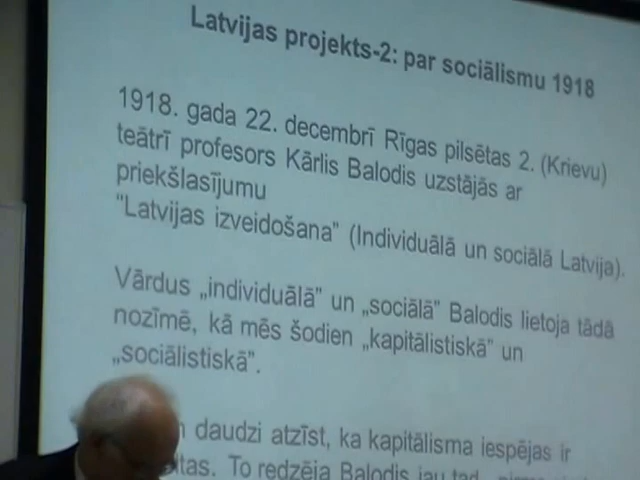 Latvijas projekts-2: par sociālismu 1918
1918. gada 22. decembrī Rīgas pilsētas 2. (Krievu)
teātrī profesors Kārlis Balodis uzstājās ar
priekšlasījumu
"Latvijas izveidošana" (Individuālā un sociālā Latvija).
Vārdus „individuālā" un „sociālā" Balodis lietoja tādā
nozīmē, kā mēs šodien „kapitālistiskā" un
„sociālistiskā".
daudzi atzīst, ka kapitālisma iespējas ir
To redzēja Balodis jau tad